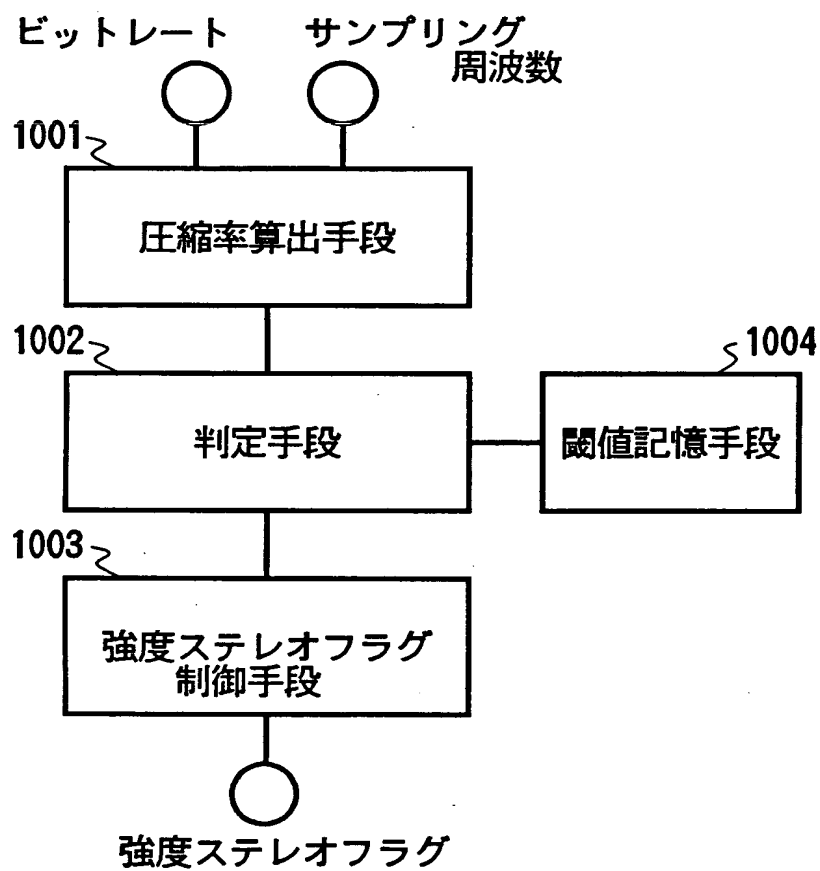 ビットレート
サンプリング
周波数
1001
圧縮率算出手段
1002
1004
判定手段
閾値記憶手段
1003
強度ステレオフラグ
制御手段
強度ステレオフラグ